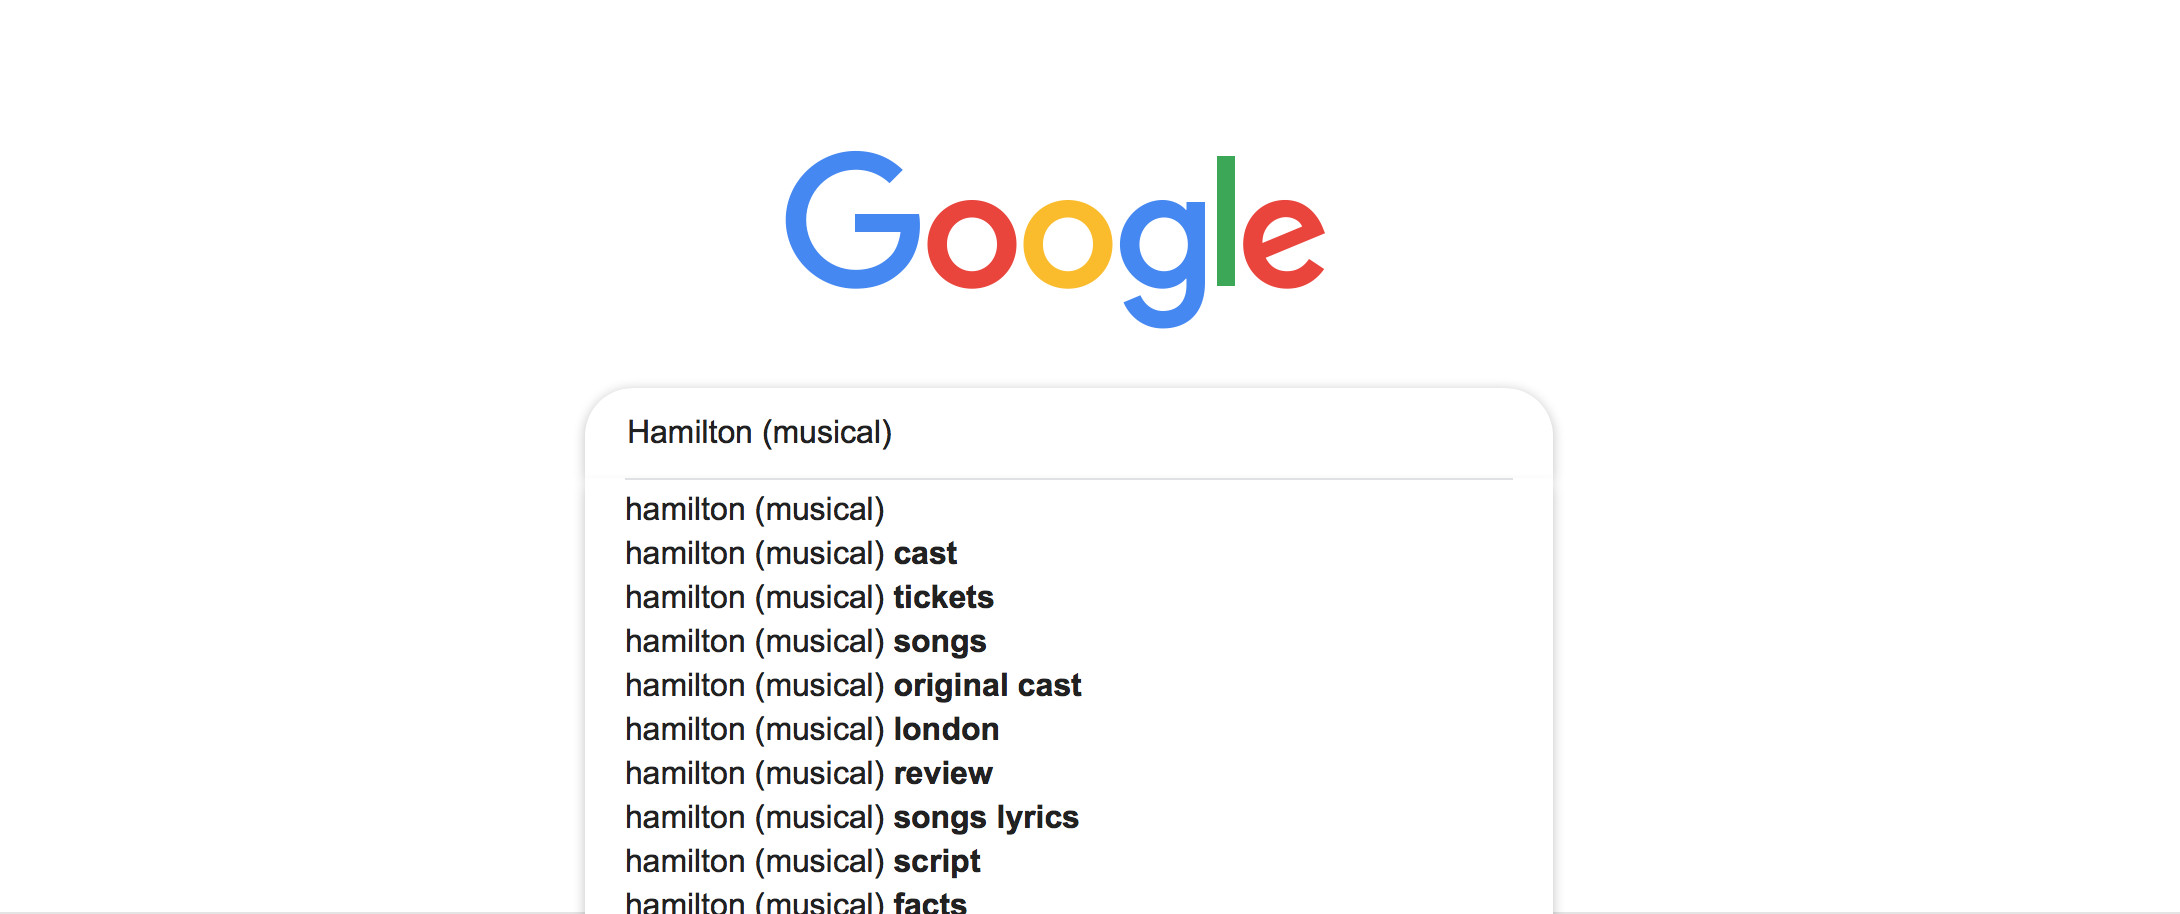 Google
Hamilton (musical)
hamilton (musical)
hamilton (musical) cast
hamilton (musical) tickets
hamilton (musical) songs
hamilton (musical) original cast
hamilton (musical) london
hamilton (musical) review
hamilton (musical) songs lyrics
hamilton (musical) script
hamilton (musical) facts